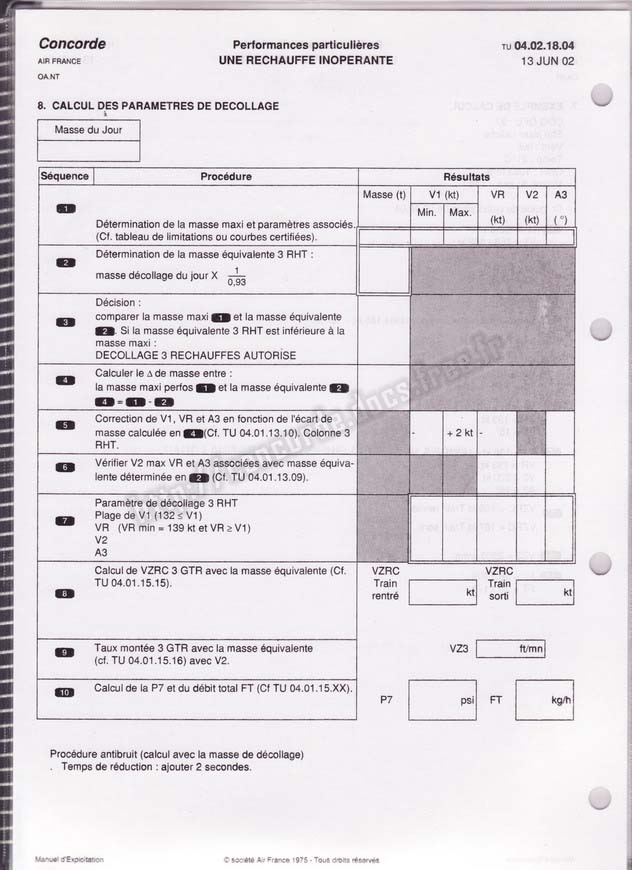 Concorde
Performances particulières
TU 04.02.18.04
AIR FRANCE
UNE RECHAUFFE INOPERANTE
13 JUN 02
OA.NT
8. CALCUL DES PARAMETRES DE DECOLLAGE
Masse du Jour
Séquence
Procédure
Résultats
Masse (t)
V1 (kt)
VR
V2
A3
Min.
Max.
(kt)
(kt)
( ° )
1
Détermination de la masse maxi et paramètres associés.
(Cf. tableau de limitations ou courbes certifiées).
2
Détermination de la masse équivalente 3 RHT :
masse décollage du jour X 1
0,93
3
Décision :
comparer la masse maxi 1 et la masse équivalente
2. Si la masse équivalente 3 RHT est inférieure à la
masse maxi :
DECOLLAGE 3 RECHAUFFES AUTORISE
4
Calculer le Δ de masse entre :
la masse maxi perfos 1 et la masse équivalente 2
4 = 1 - 2
5
Correction de V1, VR et A3 en fonction de l'écart de
masse calculée en 4 (Cf. TU 04.01.13.10). Colonne 3
RHT.
-
+ 2 kt
-
6
Vérifier V2 max VR et A3 associées avec masse équiva-
lente déterminée en 2 (Cf. TU 04.01.13.09).
7
Paramètre de décollage 3 RHT
Plage de V1 (132 ≤ V1)
VR (VR min = 139 kt et VR ≥ V1)
V2
A3
8
Calcul de VZRC 3 GTR avec la masse équivalente (Cf.
TU 04.01.15.15).
VZRC
Train
rentré
kt
VZRC
Train
sorti
kt
9
Taux montée 3 GTR avec la masse équivalente
(cf. TU 04.01.15.16) avec V2.
VZ3
ft/mn
10
Calcul de la P7 et du débit total FT (Cf TU 04.01.15.XX).
P7
psi
FT
kg/h
Procédure antibruit (calcul avec la masse de décollage)
. Temps de réduction : ajouter 2 secondes.
Manuel d'Exploitation
© société Air France 1975 - Tous droits réservés